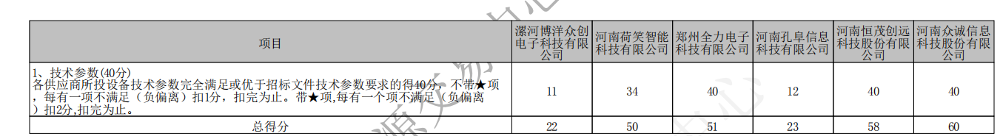 项目
漯河博洋众创
电子科技有限
公司
河南荷笑智能
科技有限公司
郑州全力电子
科技有限公司
河南孔阜信息
科技有限公司
河南恒茂创远
科技股份有限
公司
河南众诚信息
科技股份有限
公司
1、技术参数(40分)
各供应商所投设备技术参数完全满足或优于招标文件技术参数要求的得40分，不带★项
，每有一项不满足（负偏离）扣1分，扣完为止。带★项,每有一个项不满足（负偏离
）扣2分,扣完为止。
11
34
40
12
40
40
总得分
22
50
51
23
58
60
源交易中心
中心